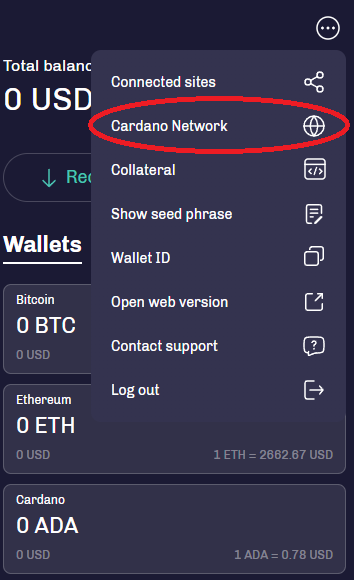 Total balanc
0 USD
Connected sites
Cardano Network
Collateral
Show seed phrase
Wallet ID
Open web version
Contact support
Log out
Rec
Wallets
Bitcoin
0 BTC
0 USD
Ethereum
0 ETH
0 USD 1 ETH = 2662.67 USD
Cardano
0 ADA
0 USD 1 ADA = 0.78 USD